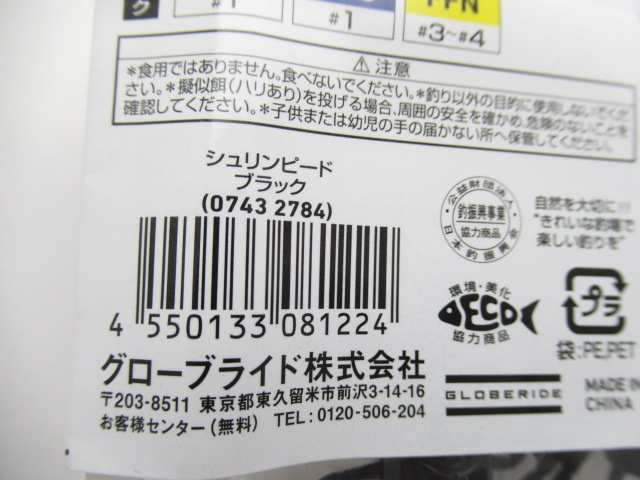 ク
#1
#1
FFN
#3~#4
⚠注意
*食用ではありません。食べないでください。*釣り以外の目的に使用しないでくだ
さい。*擬似餌(ハリあり)を投げる場合、周囲の安全を確かめ、危険のないことを
確認してください。*子供または幼児の手の届かない所へ保管してください。
シュリンピード
ブラック
(0743 2784)
4 550133 081224
グローブライド株式会社
〒203-8511 東京都東久留米市前沢3-14-16
お客様センター(無料) TEL:0120-506-204
公益財団法人
釣振興事業
協力商品
日本釣振興会
自然を大切に
"きれいな釣場で
楽しい釣りを"
環境・美化
ECO
協力商品
プラ
袋:PE,PET
GLOBERIDE
MADE IN
CHINA